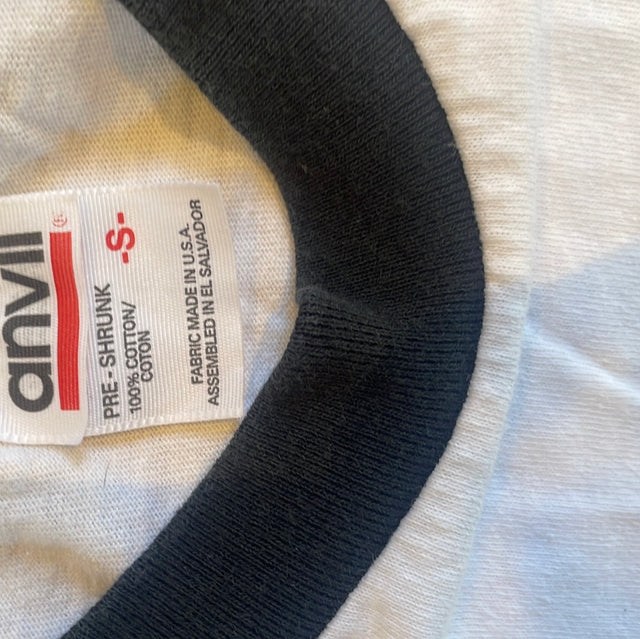 anvil®
-S-
PRE-SHRUNK
100% COTTON/
COTON
FABRIC MADE IN U.S.A.
ASSEMBLED IN EL SALVADOR